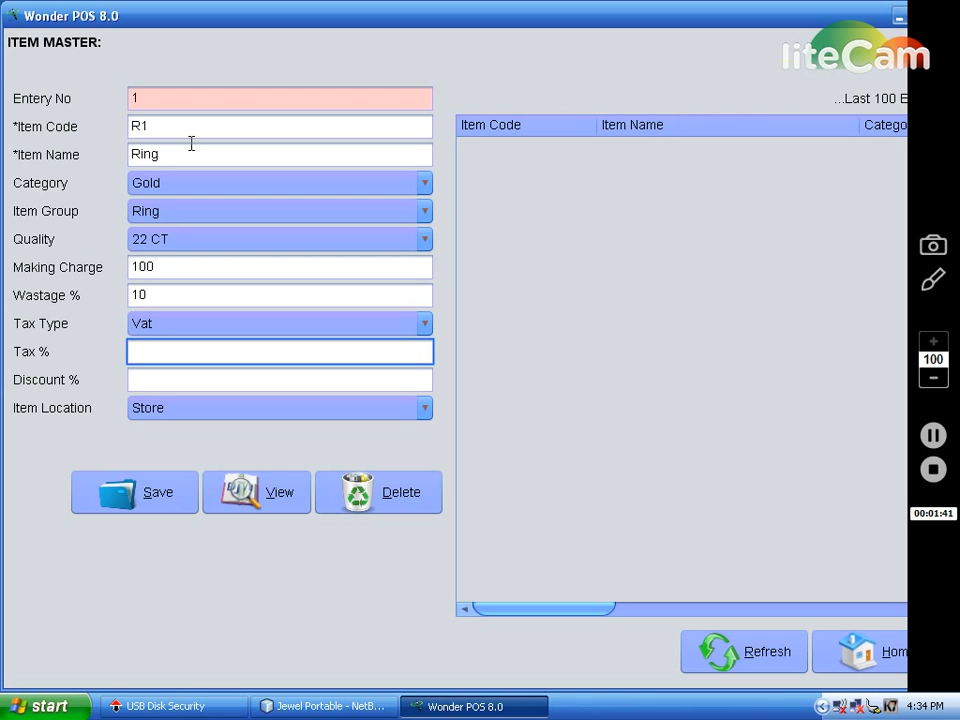 Wonder POS 8.0
ITEM MASTER:
liteCam
Entery No 1
...Last 100 E
*Item Code R1
Item Code Item Name Catego
*Item Name Ring
Category Gold
Item Group Ring
Quality 22 CT
Making Charge 100
Wastage % 10
Tax Type Vat
Tax %
Discount %
Item Location Store
100
Save View Delete
00:01:41
Refresh Hom
start USB Disk Security Jewel Portable - NetB... Wonder POS 8.0 4:34 PM